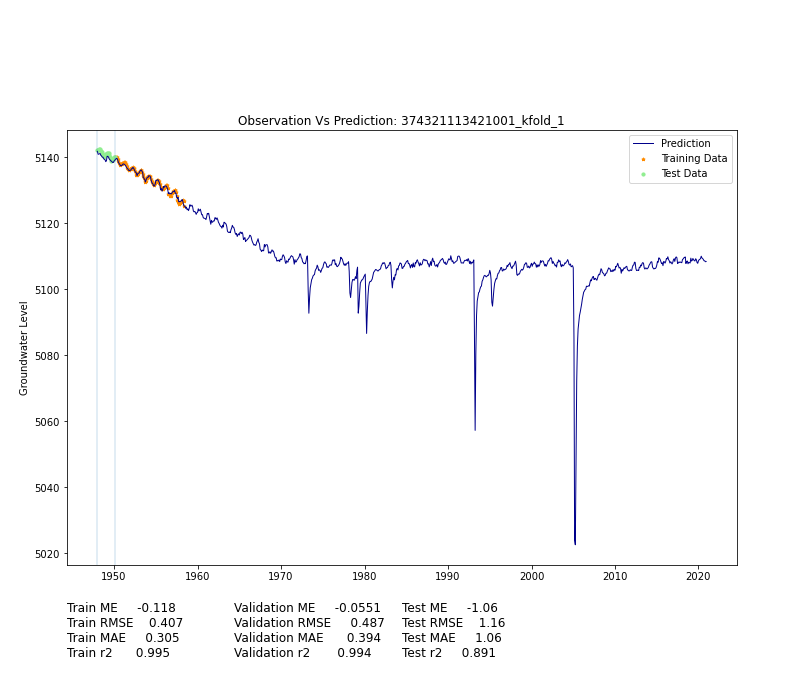 Observation Vs Prediction: 374321113421001_kfold_1
Prediction
Training Data
Test Data
Groundwater Level
5140
5120
5100
5080
5060
5040
5020
1950 1960 1970 1980 1990 2000 2010 2020
Train ME -0.118 Validation ME -0.0551 Test ME -1.06
Train RMSE 0.407 Validation RMSE 0.487 Test RMSE 1.16
Train MAE 0.305 Validation MAE 0.394 Test MAE 1.06
Train r2 0.995 Validation r2 0.994 Test r2 0.891